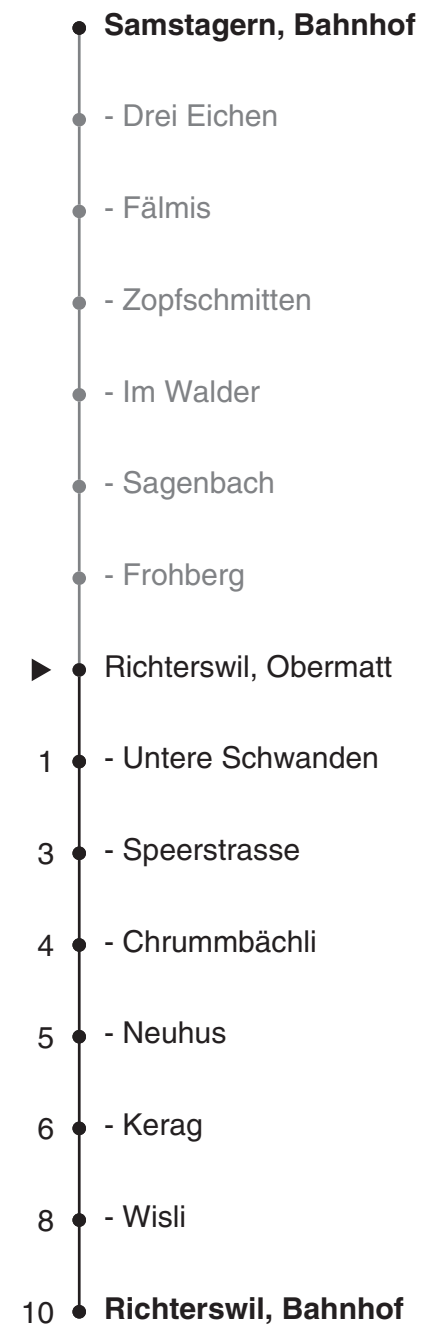 Samstagern, Bahnhof
- Drei Eichen
- Fälmis
- Zopfschmitten
- Im Walder
- Sagenbach
- Frohberg
Richterswil, Obermatt
1 - Untere Schwanden
3 - Speerstrasse
4 - Chrummbächli
5 - Neuhus
6 - Kerag
8 - Wisli
10 Richterswil, Bahnhof